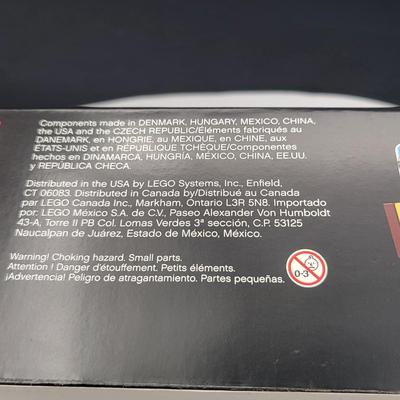 Components made in DENMARK, HUNGARY, MEXICO, CHINA,
the USA and the CZECH REPUBLIC/Éléments fabriqués au
DANEMARK, en HONGRIE, au MEXIQUE, en CHINE, aux
ÉTATS-UNIS et en RÉPUBLIQUE TCHÈQUE/Componentes
hechos en DINAMARCA, HUNGRÍA, MÉXICO, CHINA, EE.UU.
y REPÚBLICA CHECA.
Distributed in the USA by LEGO Systems, Inc., Enfield,
CT 06083. Distributed in Canada by/Distribué au Canada
par LEGO Canada Inc., Markham, Ontario L3R 5N8. Importado
por: LEGO México S.A. de C.V., Paseo Alexander Von Humboldt
43-A, Torre II PB Col. Lomas Verdes 3ª sección, C.P. 53125
Naucalpan de Juárez, Estado de México, México.
Warning! Choking hazard. Small parts.
Attention ! Danger d'étouffement. Petits éléments.
¡Advertencia! Peligro de atragantamiento. Partes pequeñas.
0-3